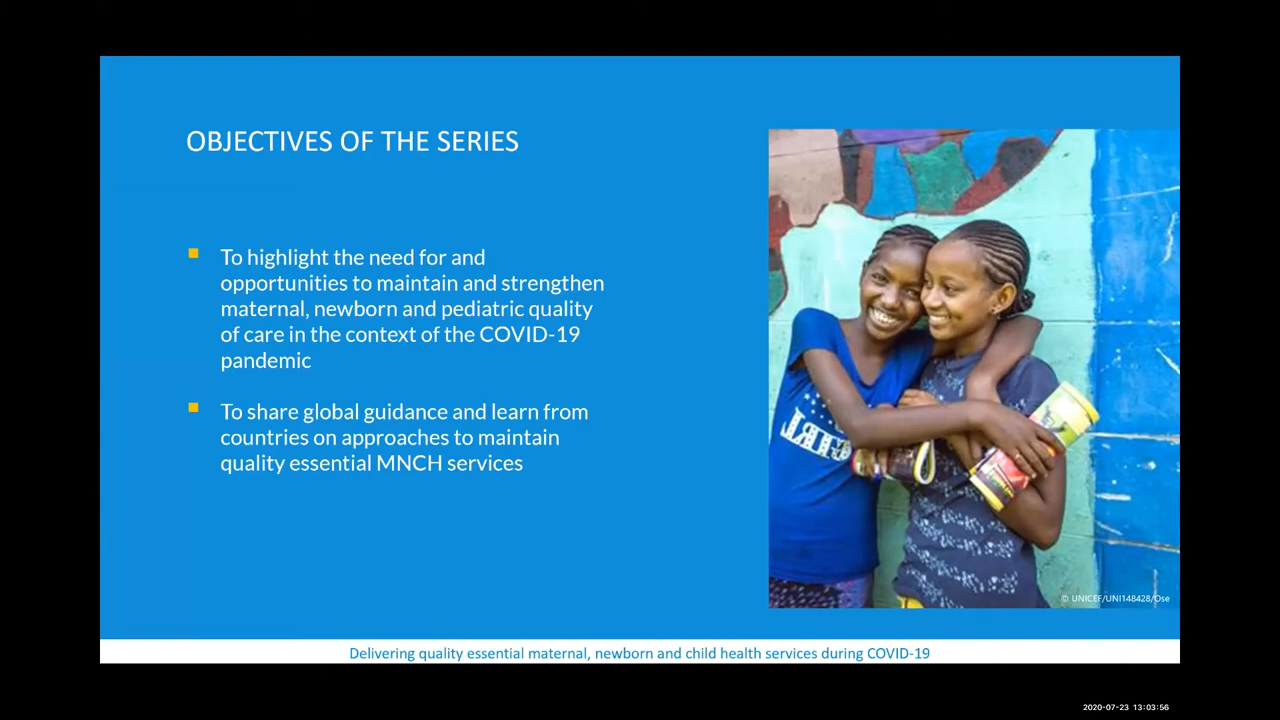 OBJECTIVES OF THE SERIES
To highlight the need for and
opportunities to maintain and strengthen
maternal, newborn and pediatric quality
of care in the context of the COVID-19
pandemic
To share global guidance and learn from
countries on approaches to maintain
quality essential MNCH services
GIRL
© UNICEF/UNI148428/Ose
Delivering quality essential maternal, newborn and child health services during COVID-19
2020-07-23 13:03:56